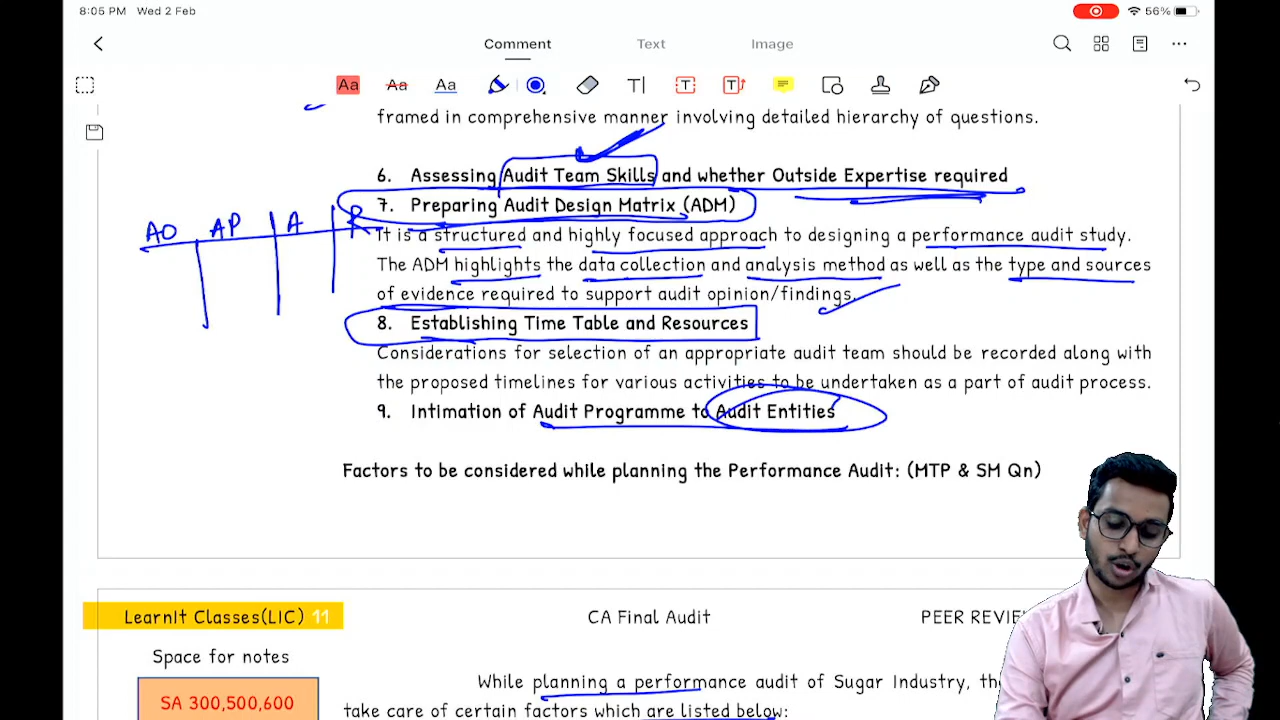 8:05 PM Wed 2 Feb
56%
Comment Text Image
Aa Aa Aa T T T
framed in comprehensive manner involving detailed hierarchy of questions.
6. Assessing Audit Team Skills and whether Outside Expertise required
7. Preparing Audit Design Matrix (ADM)
AO AP A R
It is a structured and highly focused approach to designing a performance audit study.
The ADM highlights the data collection and analysis method as well as the type and sources
of evidence required to support audit opinion/findings.
8. Establishing Time Table and Resources
Considerations for selection of an appropriate audit team should be recorded along with
the proposed timelines for various activities to be undertaken as a part of audit process.
9. Intimation of Audit Programme to Audit Entities
Factors to be considered while planning the Performance Audit: (MTP & SM Qn)
LearnIt Classes(LIC) 11 CA Final Audit PEER REVIE
Space for notes
SA 300,500,600
While planning a performance audit of Sugar Industry, th
take care of certain factors which are listed below: